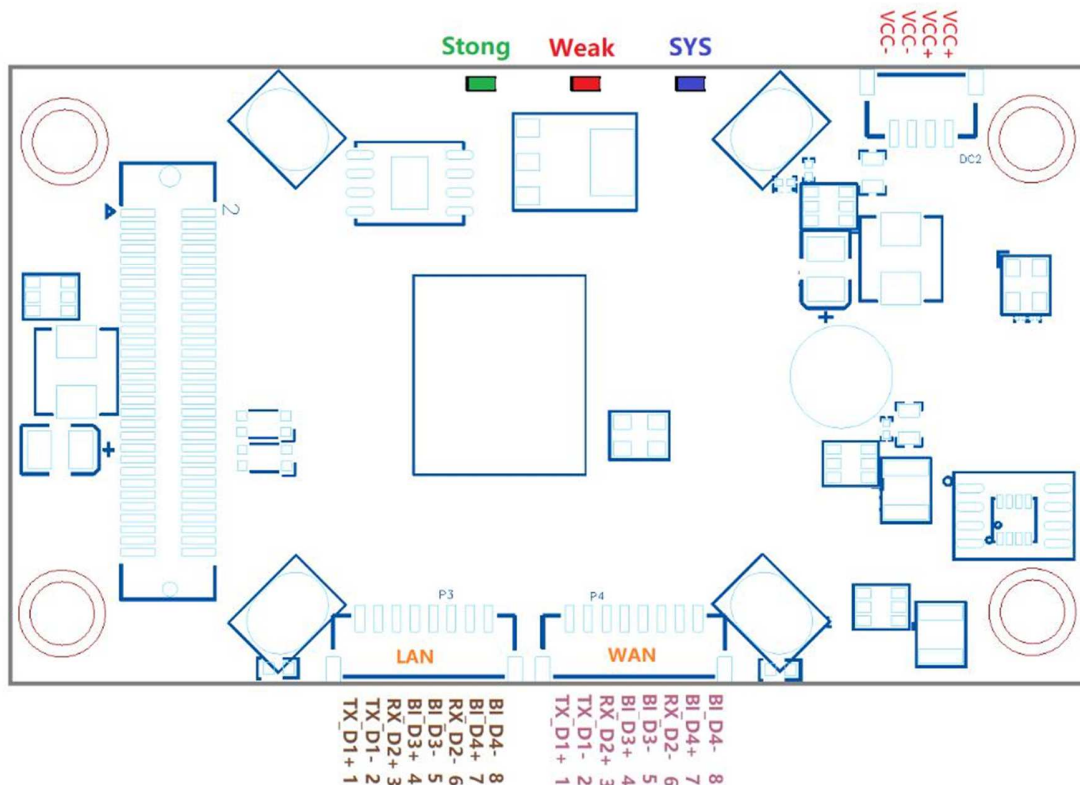 Stong Weak SYS
VCC-
VCC-
VCC+
VCC+
DC2
2
+
+
P3 P4
LAN WAN
TX_D1+ 1
TX_D1- 2
RX_D2+ 3
BI_D3+ 4
BI_D3- 5
RX_D2- 6
BI_D4+ 7
BI_D4- 8
TX_D1+ 1
TX_D1- 2
RX_D2+ 3
BI_D3+ 4
BI_D3- 5
RX_D2- 6
BI_D4+ 7
BI_D4- 8